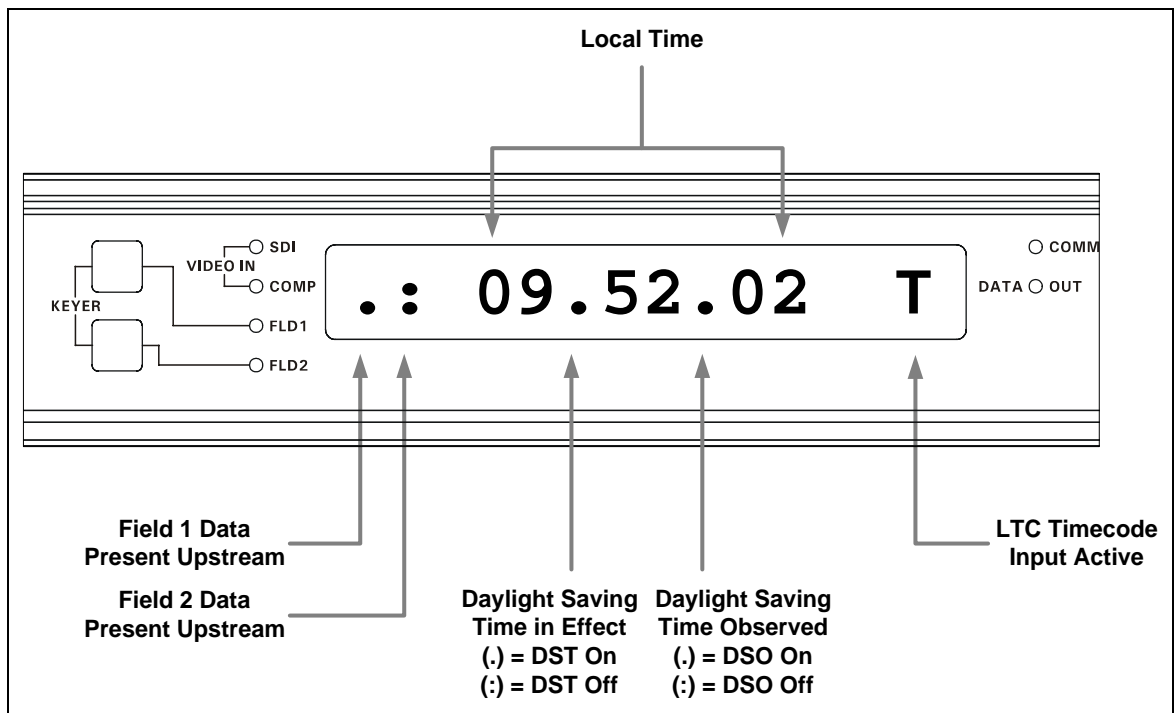 Local Time
SDI
VIDEO IN
COMP
KEYER
FLD1
FLD2
.: 09.52.02 T
COMM
DATA OUT
Field 1 Data
Present Upstream
Field 2 Data
Present Upstream
Daylight Saving
Time in Effect
(.) = DST On
(:) = DST Off
Daylight Saving
Time Observed
(.) = DSO On
(:) = DSO Off
LTC Timecode
Input Active